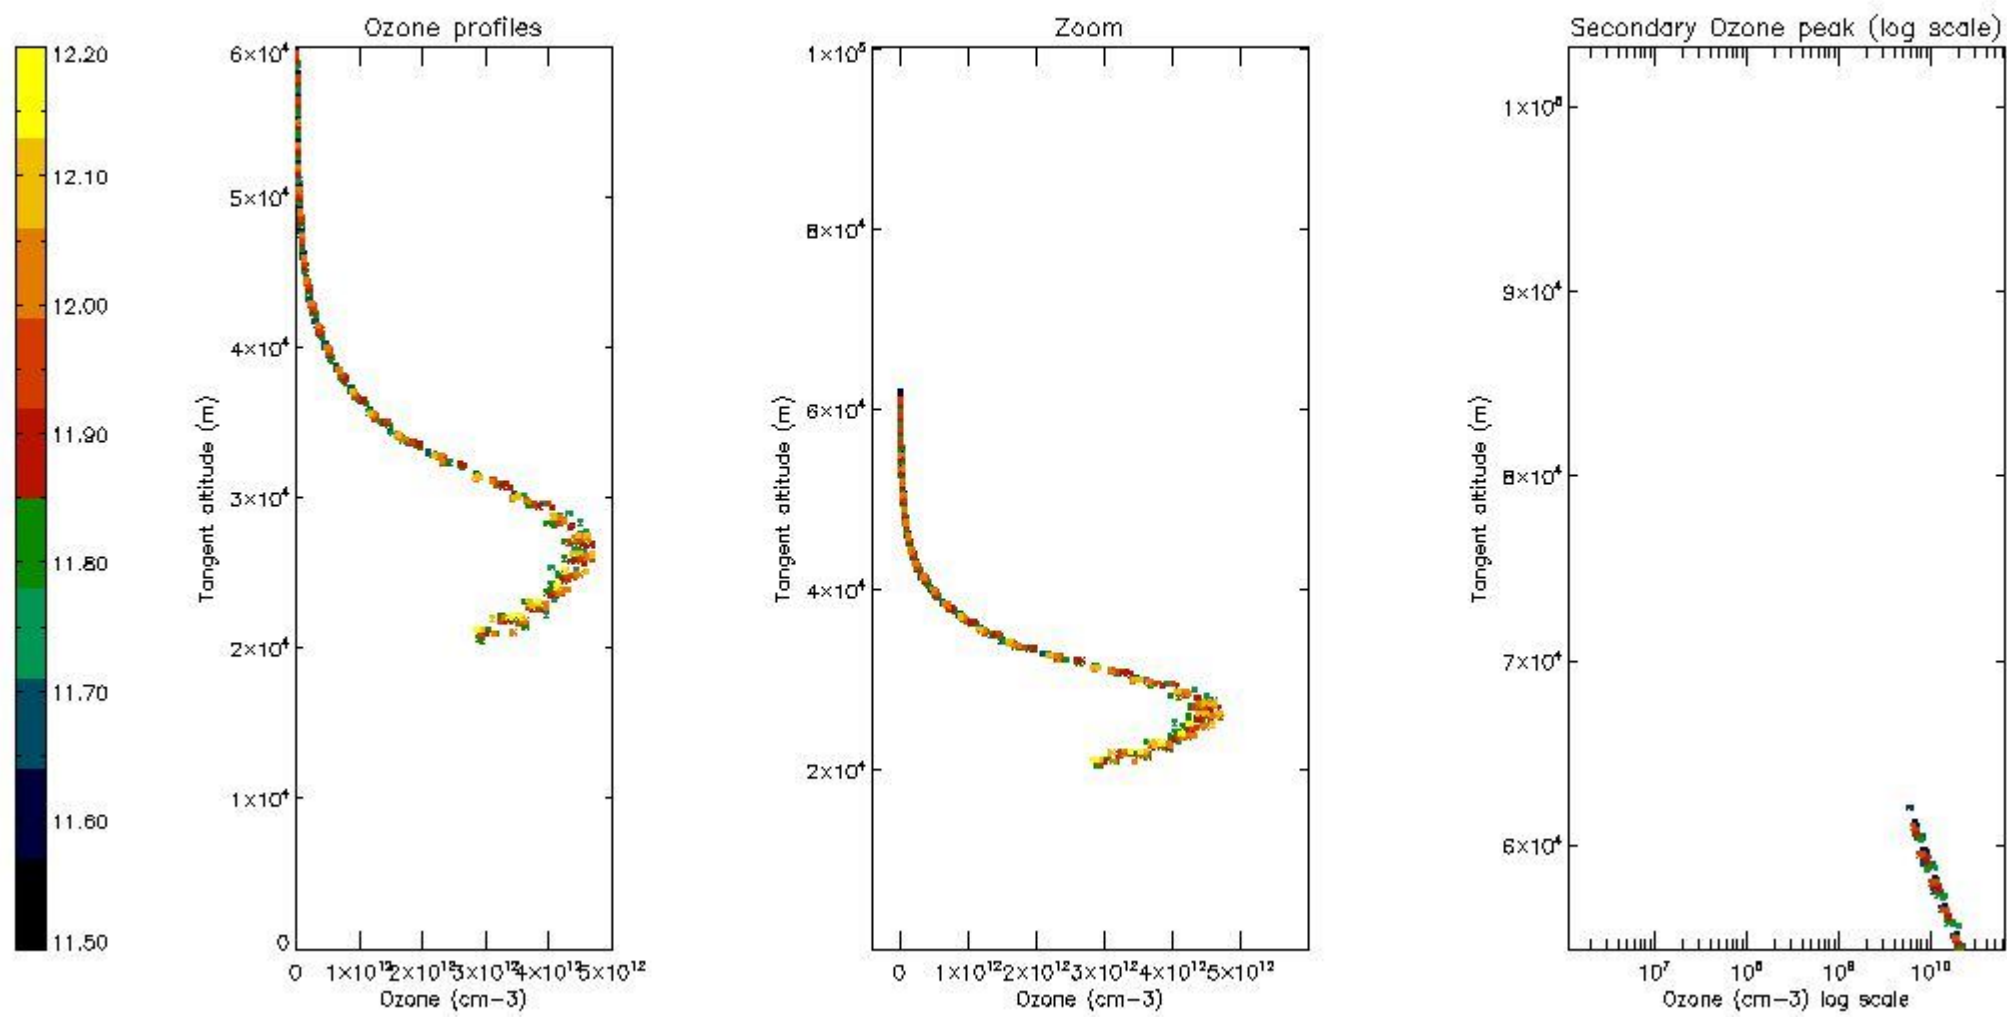 Ozone profiles
Zoom
Secondary Ozone peak (log scale)
12.20
12.10
12.00
11.90
11.80
11.70
11.60
11.50
6×10⁴
5×10⁴
4×10⁴
3×10⁴
2×10⁴
1×10⁴
0
Tangent altitude (m)
0 1×10¹² 2×10¹² 3×10¹² 4×10¹² 5×10¹²
Ozone (cm-3)
1×10⁵
8×10⁴
6×10⁴
4×10⁴
2×10⁴
Tangent altitude (m)
0 1×10¹² 2×10¹² 3×10¹² 4×10¹² 5×10¹²
Ozone (cm-3)
1×10⁵
9×10⁴
8×10⁴
7×10⁴
6×10⁴
Tangent altitude (m)
10⁷ 10⁸ 10⁹ 10¹⁰
Ozone (cm-3) log scale